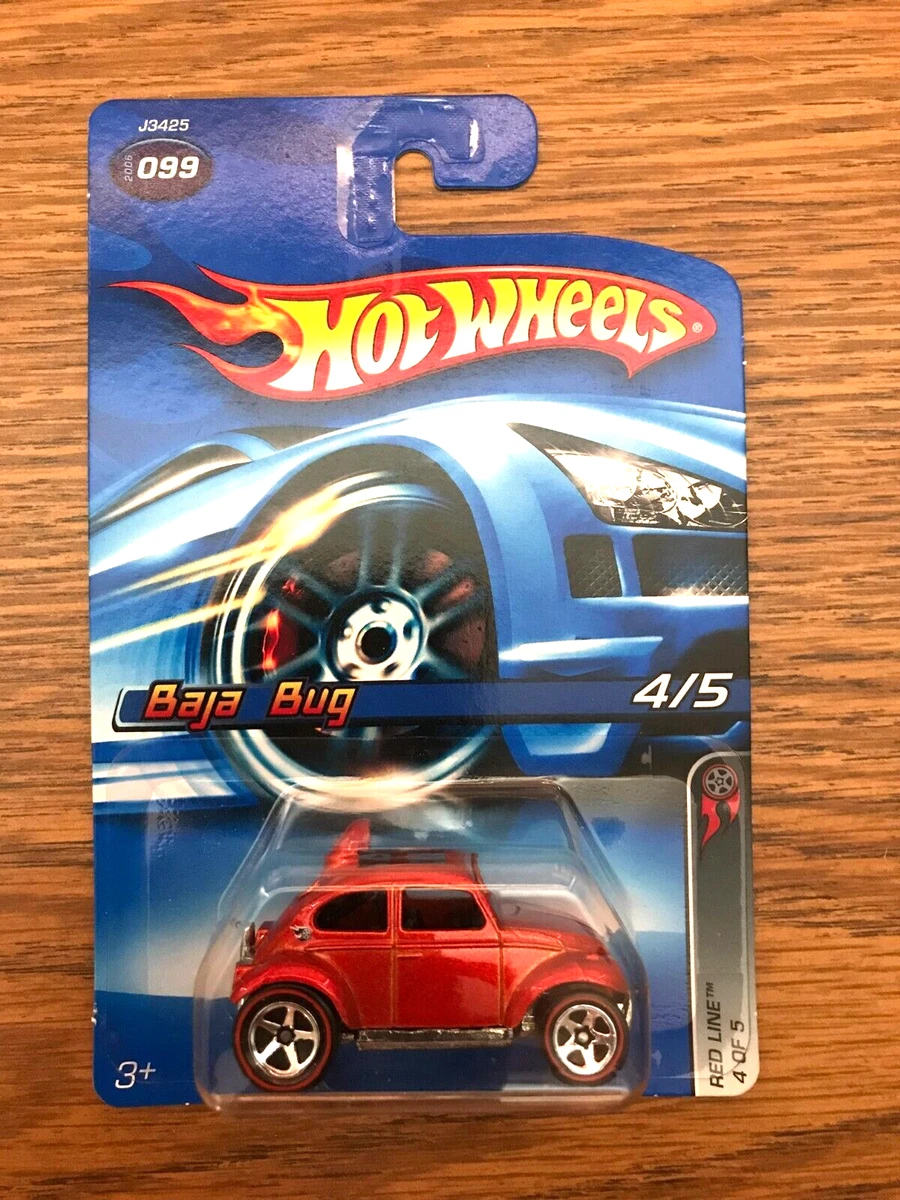 J3425
2006
099
HOT WHEELS®
Baja Bug
4/5
RED LINE™
4 OF 5
3+